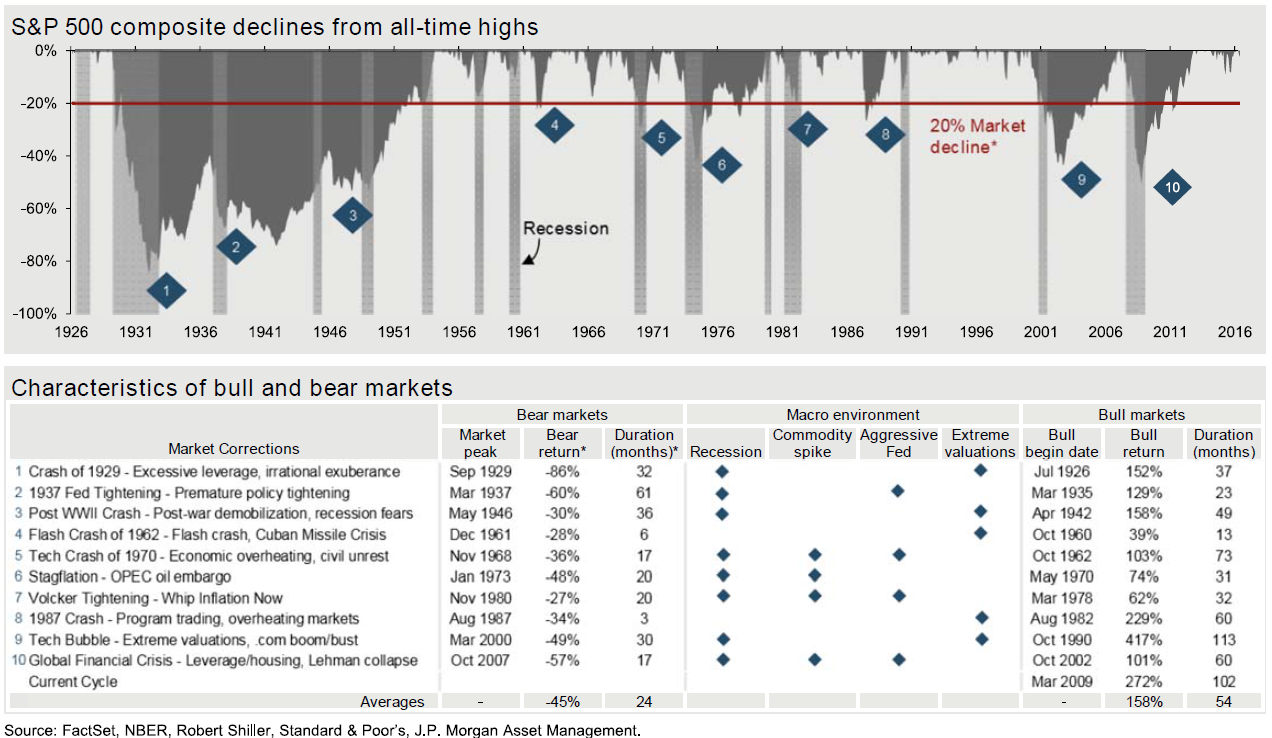 S&P 500 composite declines from all-time highs
0%
-20%
-40%
-60%
-80%
-100%
20% Market
decline*
Recession
1
2
3
4
5
6
7
8
9
10
1926 1931 1936 1941 1946 1951 1956 1961 1966 1971 1976 1981 1986 1991 1996 2001 2006 2011 2016
Characteristics of bull and bear markets
Bear markets Macro environment Bull markets
Market Corrections Market peak Bear return* Duration (months)* Recession Commodity spike Aggressive Fed Extreme valuations Bull begin date Bull return Duration (months)
1 Crash of 1929 - Excessive leverage, irrational exuberance Sep 1929 -86% 32 Jul 1926 152% 37
2 1937 Fed Tightening - Premature policy tightening Mar 1937 -60% 61 Mar 1935 129% 23
3 Post WWII Crash - Post-war demobilization, recession fears May 1946 -30% 36 Apr 1942 158% 49
4 Flash Crash of 1962 - Flash crash, Cuban Missile Crisis Dec 1961 -28% 6 Oct 1960 39% 13
5 Tech Crash of 1970 - Economic overheating, civil unrest Nov 1968 -36% 17 Oct 1962 103% 73
6 Stagflation - OPEC oil embargo Jan 1973 -48% 20 May 1970 74% 31
7 Volcker Tightening - Whip Inflation Now Nov 1980 -27% 20 Mar 1978 62% 32
8 1987 Crash - Program trading, overheating markets Aug 1987 -34% 3 Aug 1982 229% 60
9 Tech Bubble - Extreme valuations, .com boom/bust Mar 2000 -49% 30 Oct 1990 417% 113
10 Global Financial Crisis - Leverage/housing, Lehman collapse Oct 2007 -57% 17 Oct 2002 101% 60
Current Cycle Mar 2009 272% 102
Averages - -45% 24 - 158% 54
Source: FactSet, NBER, Robert Shiller, Standard & Poor's, J.P. Morgan Asset Management.